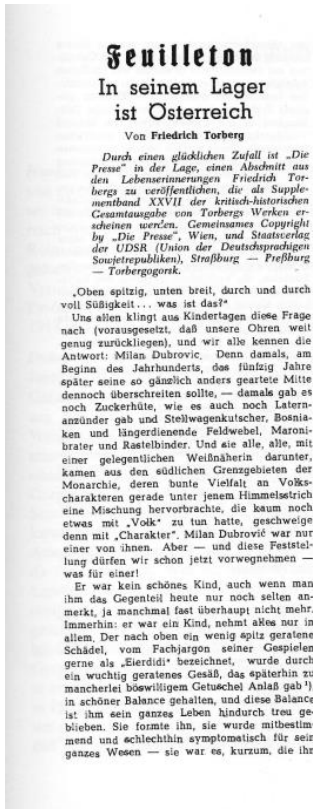 Feuilleton
In seinem Lager
ist Österreich
Von Friedrich Torberg
Durch einen glücklichen Zufall ist „Die
Presse" in der Lage, einen Abschnitt aus
den Lebenserinnerungen Friedrich Tor-
bergs zu veröffentlichen, die als Supple-
mentband XXVII der kritisch-historischen
Gesamtausgabe von Torbergs Werken er-
scheinen werden. Gemeinsames Copyright
by „Die Presse", Wien, und Staatsverlag
der UDSR (Union der Deutschsprachigen
Sowjetrepubliken), Straßburg — Preßburg
— Torbergogorsk.
„Oben spitzig, unten breit, durch und durch
voll Süßigkeit . . . was ist das?"
Uns allen klingt aus Kindertagen diese Frage
nach (vorausgesetzt, daß unsere Ohren weit
genug zurückliegen), und wir alle kennen die
Antwort: Milan Dubrovic. Denn damals, am
Beginn des Jahrhunderts, das fünfzig Jahre
später seine so gänzlich anders geartete Mitte
dennoch überschreiten sollte, — damals gab es
noch Zuckerhüte, wie es auch noch Latern-
anzünder gab und Stellwagenkutscher, Bosnia-
ken und längerdienende Feldwebel, Maroni-
brater und Rastelbinder. Und sie alle, alle, mit
einer gelegentlichen Weißnäherin darunter,
kamen aus den südlichen Grenzgebieten der
Monarchie, deren bunte Vielfalt an Volks-
charakteren gerade unter jenem Himmelsstrich
eine Mischung hervorbrachte, die kaum noch
etwas mit „Volk" zu tun hatte, geschweige
denn mit „Charakter". Milan Dubrović war nur
einer von ihnen. Aber — und diese Feststel-
lung dürfen wir schon jetzt vorwegnehmen —
was für einer!
Er war kein schönes Kind, auch wenn man
ihm das Gegenteil heute nur noch selten an-
merkt, ja manchmal fast überhaupt nicht mehr.
Immerhin: er war ein Kind, nehmt alles nur in
allem. Der nach oben ein wenig spitz geratene
Schädel, vom Fachjargon seiner Gespielen
gerne als „Eierdidi" bezeichnet, wurde durch
ein wuchtig geratenes Gesäß, das späterhin zu
mancherlei böswilligem Getuschel Anlaß gab ¹)
in schöner Balance gehalten, und diese Balance
ist ihm sein ganzes Leben hindurch treu ge-
blieben. Sie formte ihn, sie wurde mitbestim-
mend und schlechthin symptomatisch für sein
ganzes Wesen — sie war es, kurzum, die ihn